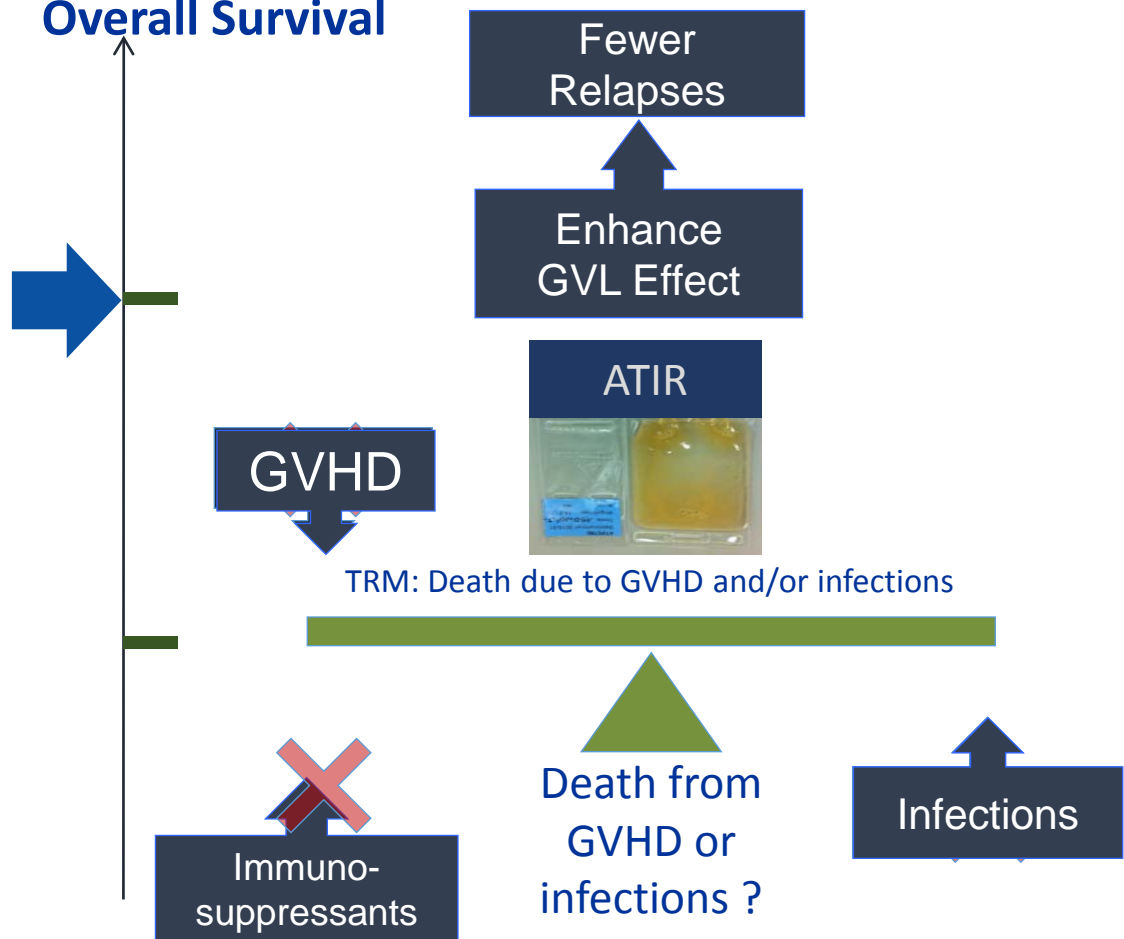 Overall Survival
Fewer
Relapses
Enhance
GVL Effect
ATIR
GVHD
TRM: Death due to GVHD and/or infections
Death from
GVHD or
infections ?
Infections
Immuno-
suppressants